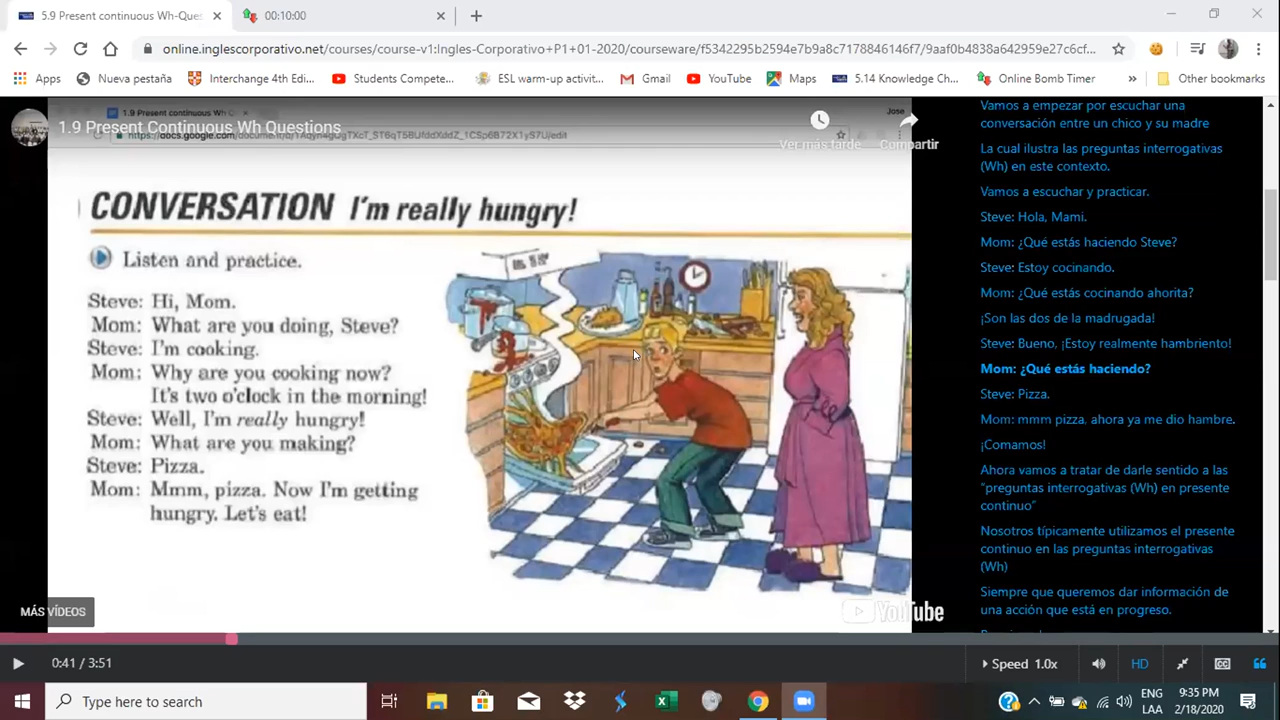 5.9 Present continuous Wh-Ques
00:10:00
online.inglescorporativo.net/courses/course-v1:Ingles-Corporativo+P1+01-2020/courseware/f5342295b2594e7b9a8c7178846146f7/9aaf0b4838a642959e27c6cf...
Apps
Nueva pestaña
Interchange 4th Edi...
Students Compete...
ESL warm-up activit...
Gmail
YouTube
Maps
5.14 Knowledge Ch...
Online Bomb Timer
»
Other bookmarks
1.9 Present continuous Wh Q
Jose
1.9 Present Continuous Wh Questions
Ver más tarde
Compartir
CONVERSATION I'm really hungry!
Listen and practice.
Steve: Hi, Mom.
Mom: What are you doing, Steve?
Steve: I'm cooking.
Mom: Why are you cooking now?
It's two o'clock in the morning!
Steve: Well, I'm really hungry!
Mom: What are you making?
Steve: Pizza.
Mom: Mmm, pizza. Now I'm getting
hungry. Let's eat!
MÁS VÍDEOS
YouTube
Vamos a empezar por escuchar una
conversación entre un chico y su madre
La cual ilustra las preguntas interrogativas
(Wh) en este contexto.
Vamos a escuchar y practicar.
Steve: Hola, Mami.
Mom: ¿Qué estás haciendo Steve?
Steve: Estoy cocinando.
Mom: ¿Qué estás cocinando ahorita?
¡Son las dos de la madrugada!
Steve: Bueno, ¡Estoy realmente hambriento!
Mom: ¿Qué estás haciendo?
Steve: Pizza.
Mom: mmm pizza, ahora ya me dio hambre.
¡Comamos!
Ahora vamos a tratar de darle sentido a las
“preguntas interrogativas (Wh) en presente
continuo”
Nosotros típicamente utilizamos el presente
continuo en las preguntas interrogativas
(Wh)
Siempre que queremos dar información de
una acción que está en progreso.
0:41 / 3:51
Speed 1.0x
HD
Type here to search
ENG
LAA
9:35 PM
2/18/2020